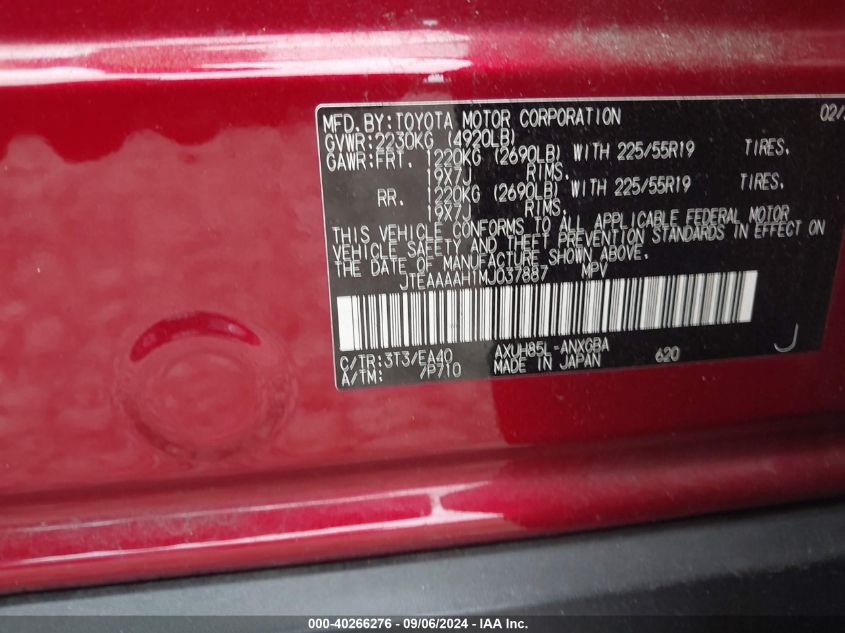 MFD.BY:TOYOTA MOTOR CORPORATION 02/
GVWR:2230KG (4920LB)
GAWR:FRT. 1220KG (2690LB) WITH 225/55R19 TIRES,
19X7J RIMS,
RR. 1220KG (2690LB) WITH 225/55R19 TIRES,
19X7J RIMS.
THIS VEHICLE CONFORMS TO ALL APPLICABLE FEDERAL MOTOR
VEHICLE SAFETY AND THEFT PREVENTION STANDARDS IN EFFECT ON
THE DATE OF MANUFACTURE SHOWN ABOVE.
JTEAAAAH1MJ037887 MPV
C/TR:3T3/EA40 AXUH85L-ANXGBA
A/TM: 7P710 MADE IN JAPAN 620
J
000-40266276 - 09/06/2024 - IAA Inc.